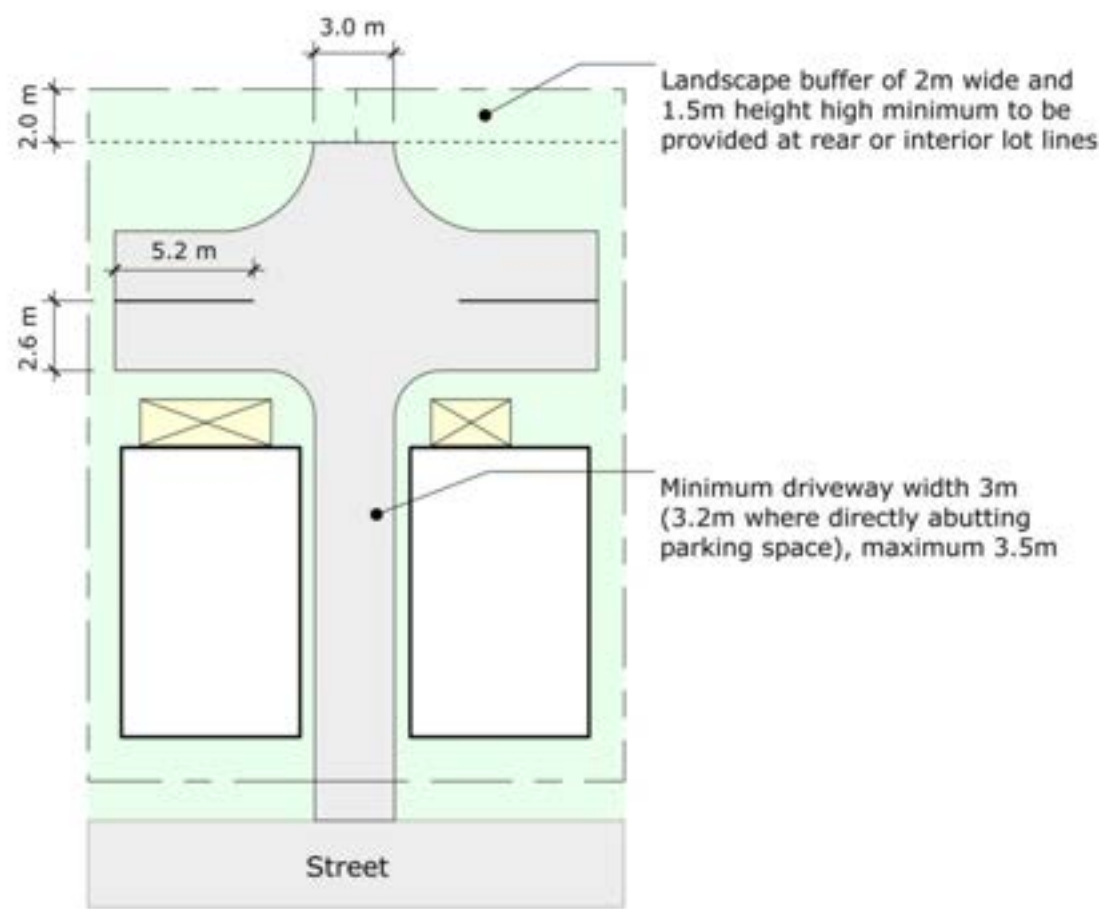 3.0 m
2.0 m
Landscape buffer of 2m wide and
1.5m height high minimum to be
provided at rear or interior lot lines
5.2 m
2.6 m
Minimum driveway width 3m
(3.2m where directly abutting
parking space), maximum 3.5m
Street